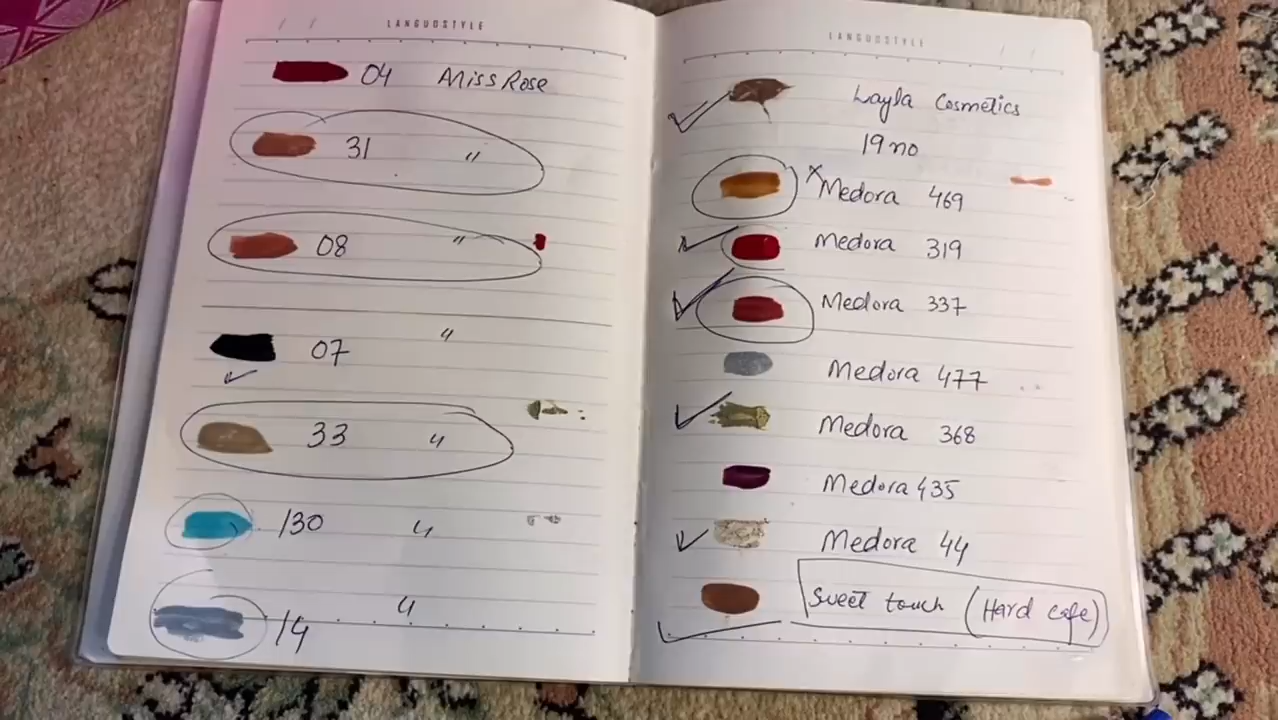 LANGUOSTYLE
04 Miss Rose
31 "
08 "
07 "
33 "
130 "
14 "
LANGUOSTYLE
Layla Cosmetics
19 no
Medora 469
Medora 319
Medora 337
Medora 477
Medora 368
Medora 435
Medora 44
Sweet touch (Hard cafe)